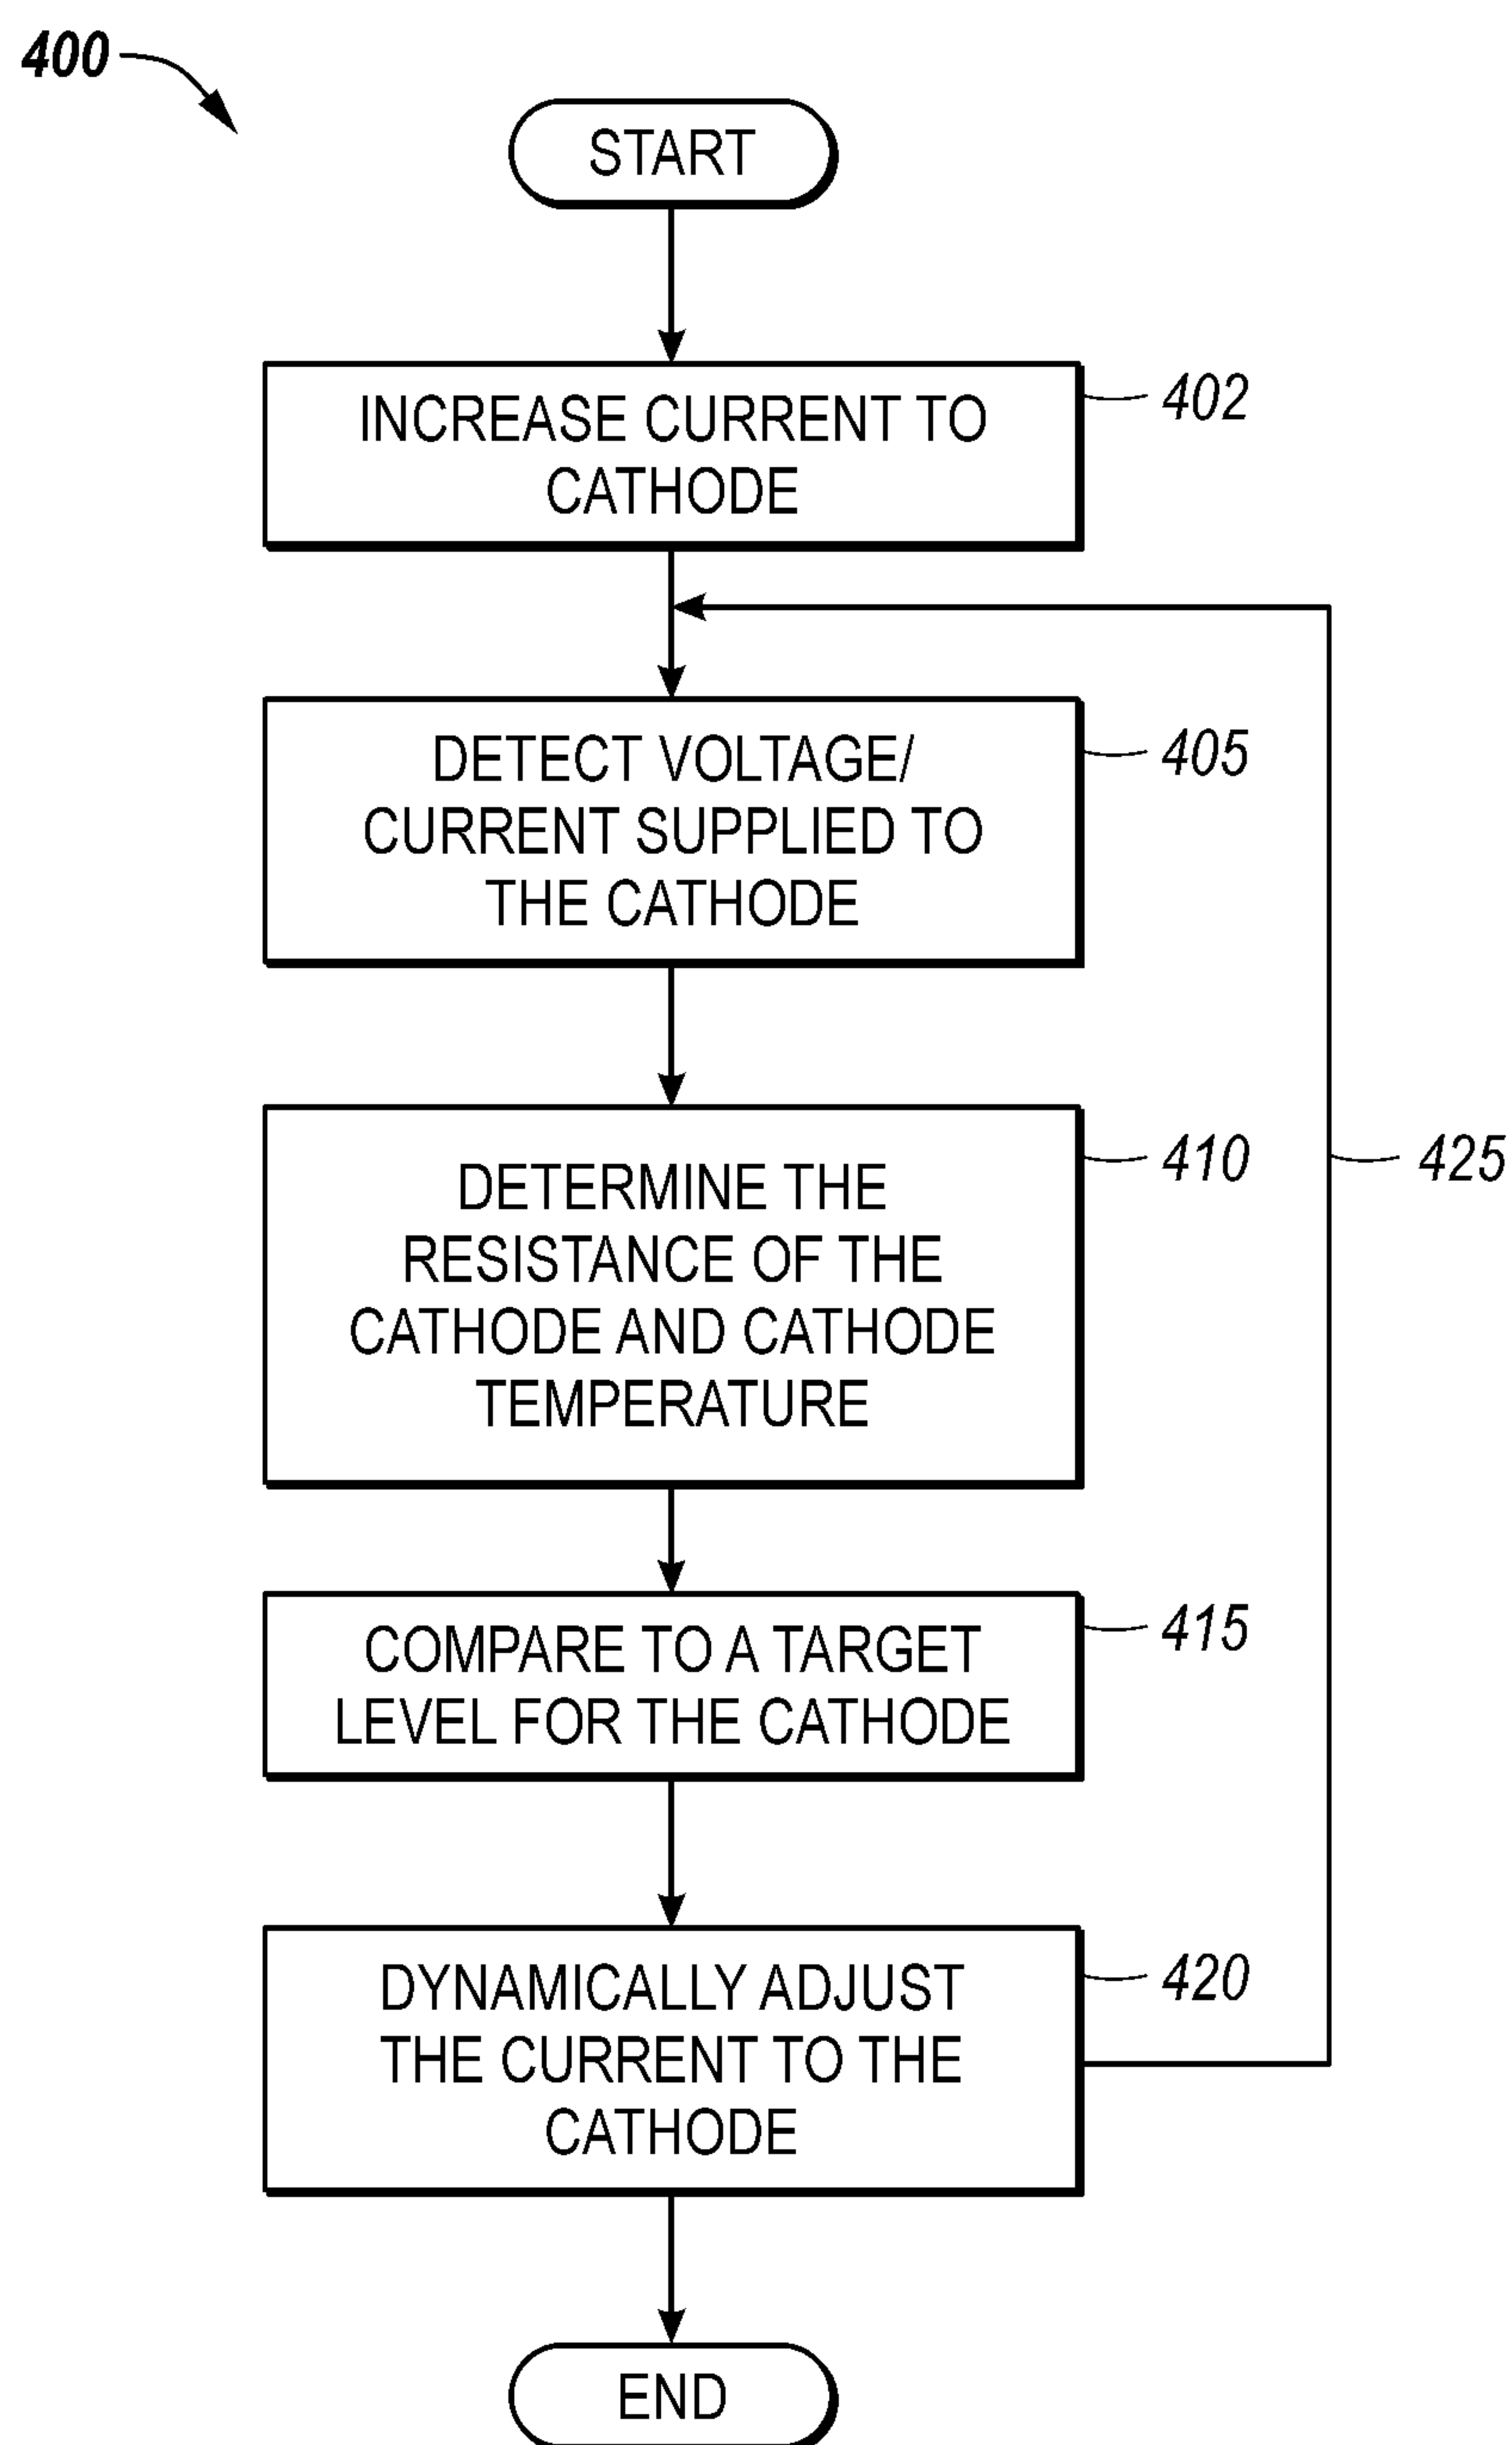 400
START
INCREASE CURRENT TO
CATHODE
402
DETECT VOLTAGE/
CURRENT SUPPLIED TO
THE CATHODE
405
DETERMINE THE
RESISTANCE OF THE
CATHODE AND CATHODE
TEMPERATURE
410
425
COMPARE TO A TARGET
LEVEL FOR THE CATHODE
415
DYNAMICALLY ADJUST
THE CURRENT TO THE
CATHODE
420
END